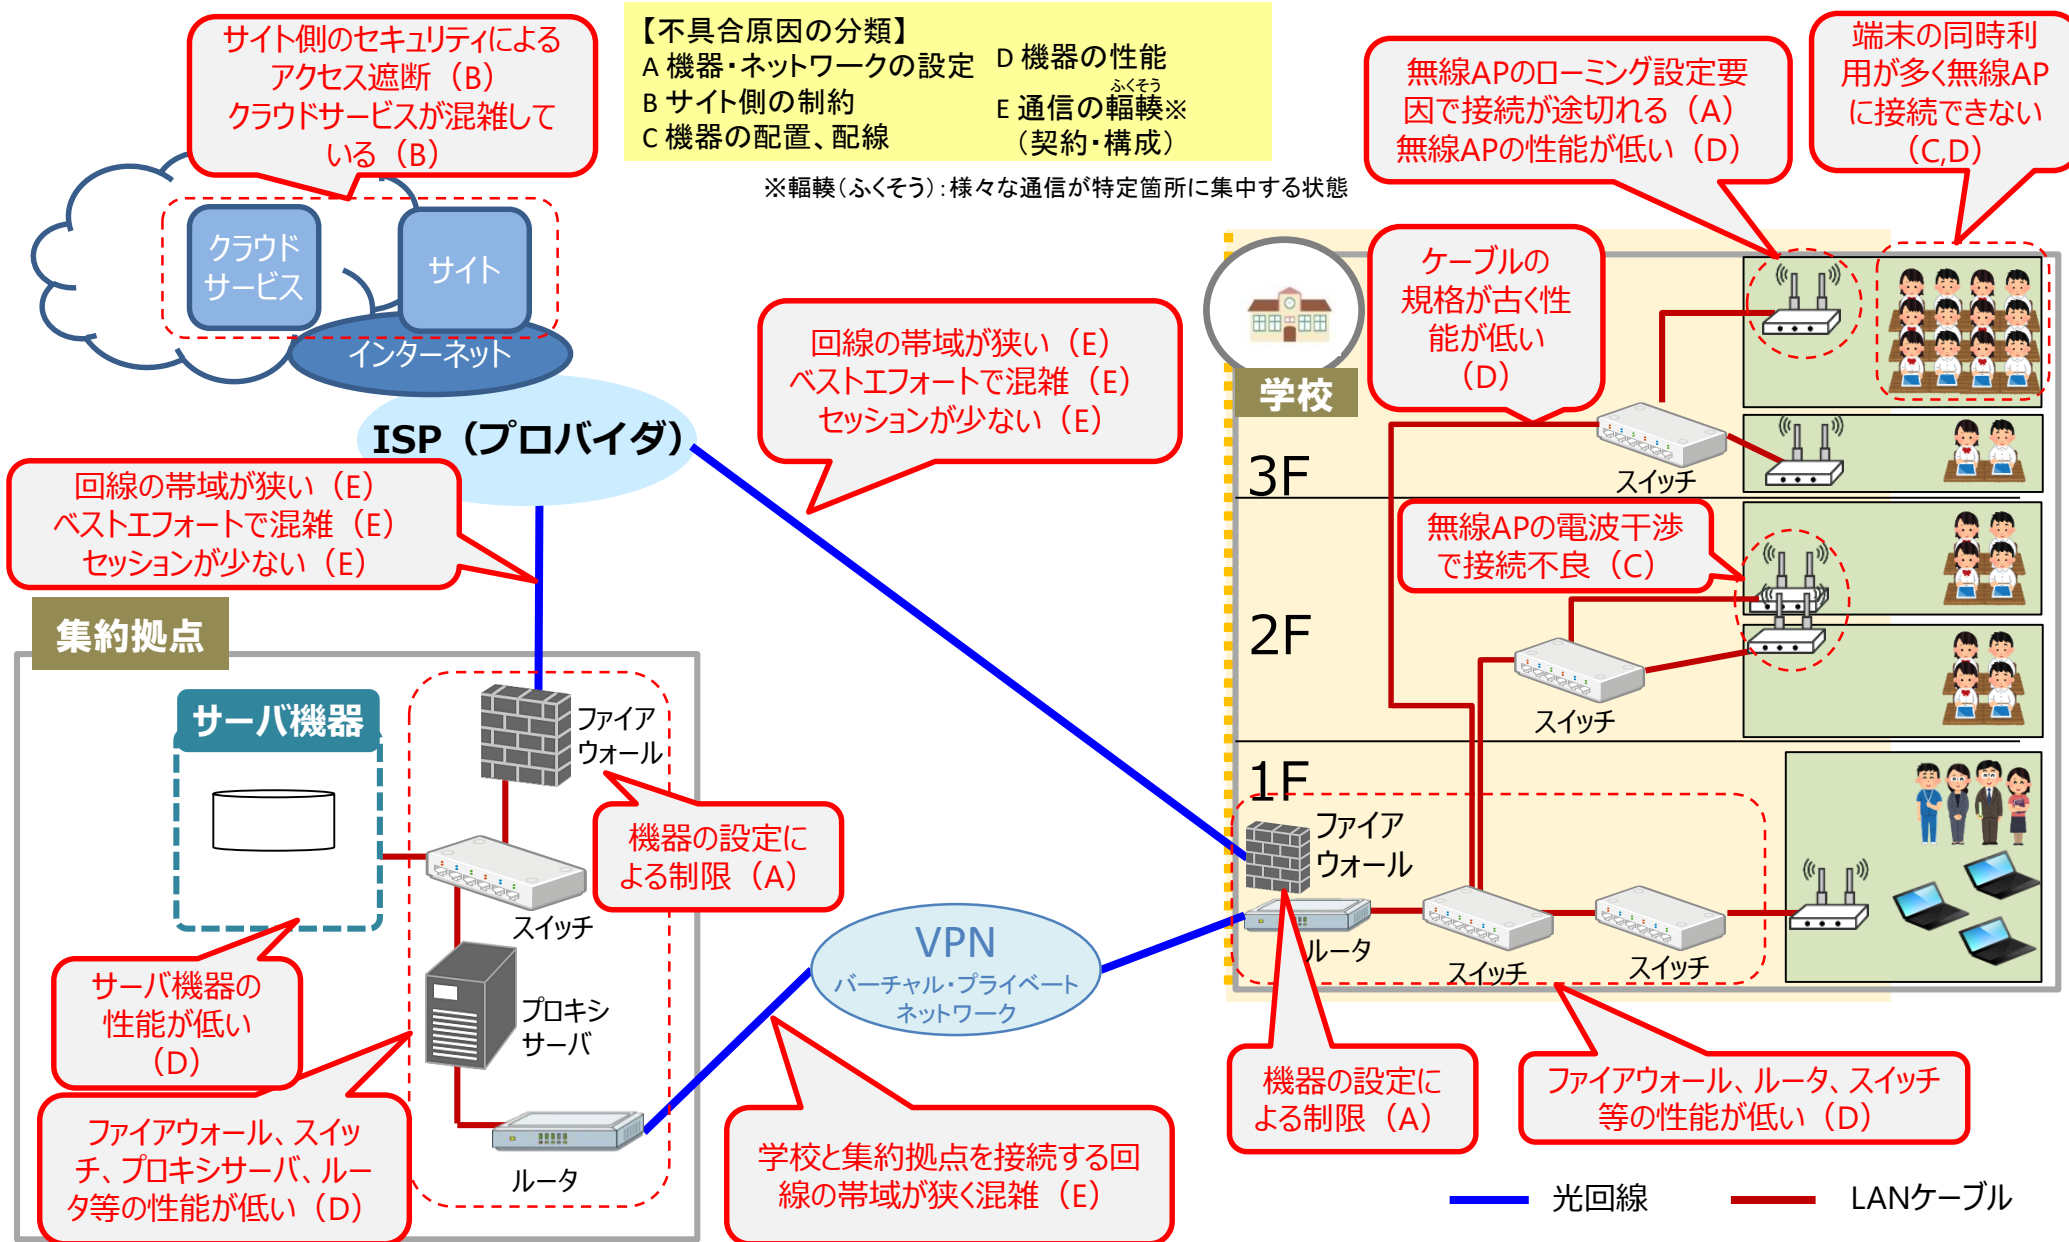 サイト側のセキュリティによる
アクセス遮断（B）
クラウドサービスが混雑して
いる（B）
【不具合原因の分類】
A 機器・ネットワークの設定
B サイト側の制約
C 機器の配置、配線
D 機器の性能
ふくそう
E 通信の輻輳※
（契約・構成）
※輻輳（ふくそう）：様々な通信が特定箇所に集中する状態
無線APのローミング設定要
因で接続が途切れる（A）
無線APの性能が低い（D）
端末の同時利
用が多く無線AP
に接続できない
（C,D）
クラウド
サービス
サイト
インターネット
ISP（プロバイダ）
回線の帯域が狭い（E）
ベストエフォートで混雑（E）
セッションが少ない（E）
回線の帯域が狭い（E）
ベストエフォートで混雑（E）
セッションが少ない（E）
ケーブルの
規格が古く性
能が低い
（D）
学校
3F
スイッチ
無線APの電波干渉
で接続不良（C）
2F
スイッチ
1F
ファイア
ウォール
ルータ
スイッチ
スイッチ
機器の設定に
よる制限（A）
ファイアウォール、ルータ、スイッチ
等の性能が低い（D）
集約拠点
サーバ機器
ファイア
ウォール
機器の設定に
よる制限（A）
スイッチ
サーバ機器の
性能が低い
（D）
プロキシ
サーバ
ファイアウォール、スイッ
チ、プロキシサーバ、ルー
タ等の性能が低い（D）
ルータ
VPN
バーチャル・プライベート
ネットワーク
学校と集約拠点を接続する回
線の帯域が狭く混雑（E）
光回線
LANケーブル